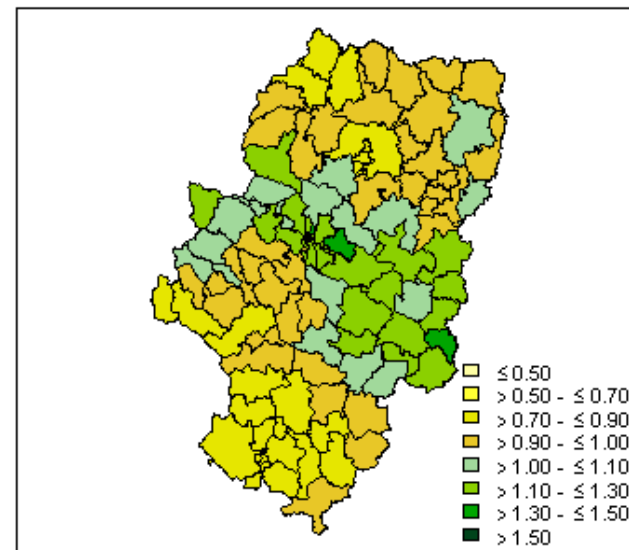 ≤ 0.50
> 0.50 - ≤ 0.70
> 0.70 - ≤ 0.90
> 0.90 - ≤ 1.00
> 1.00 - ≤ 1.10
> 1.10 - ≤ 1.30
> 1.30 - ≤ 1.50
> 1.50